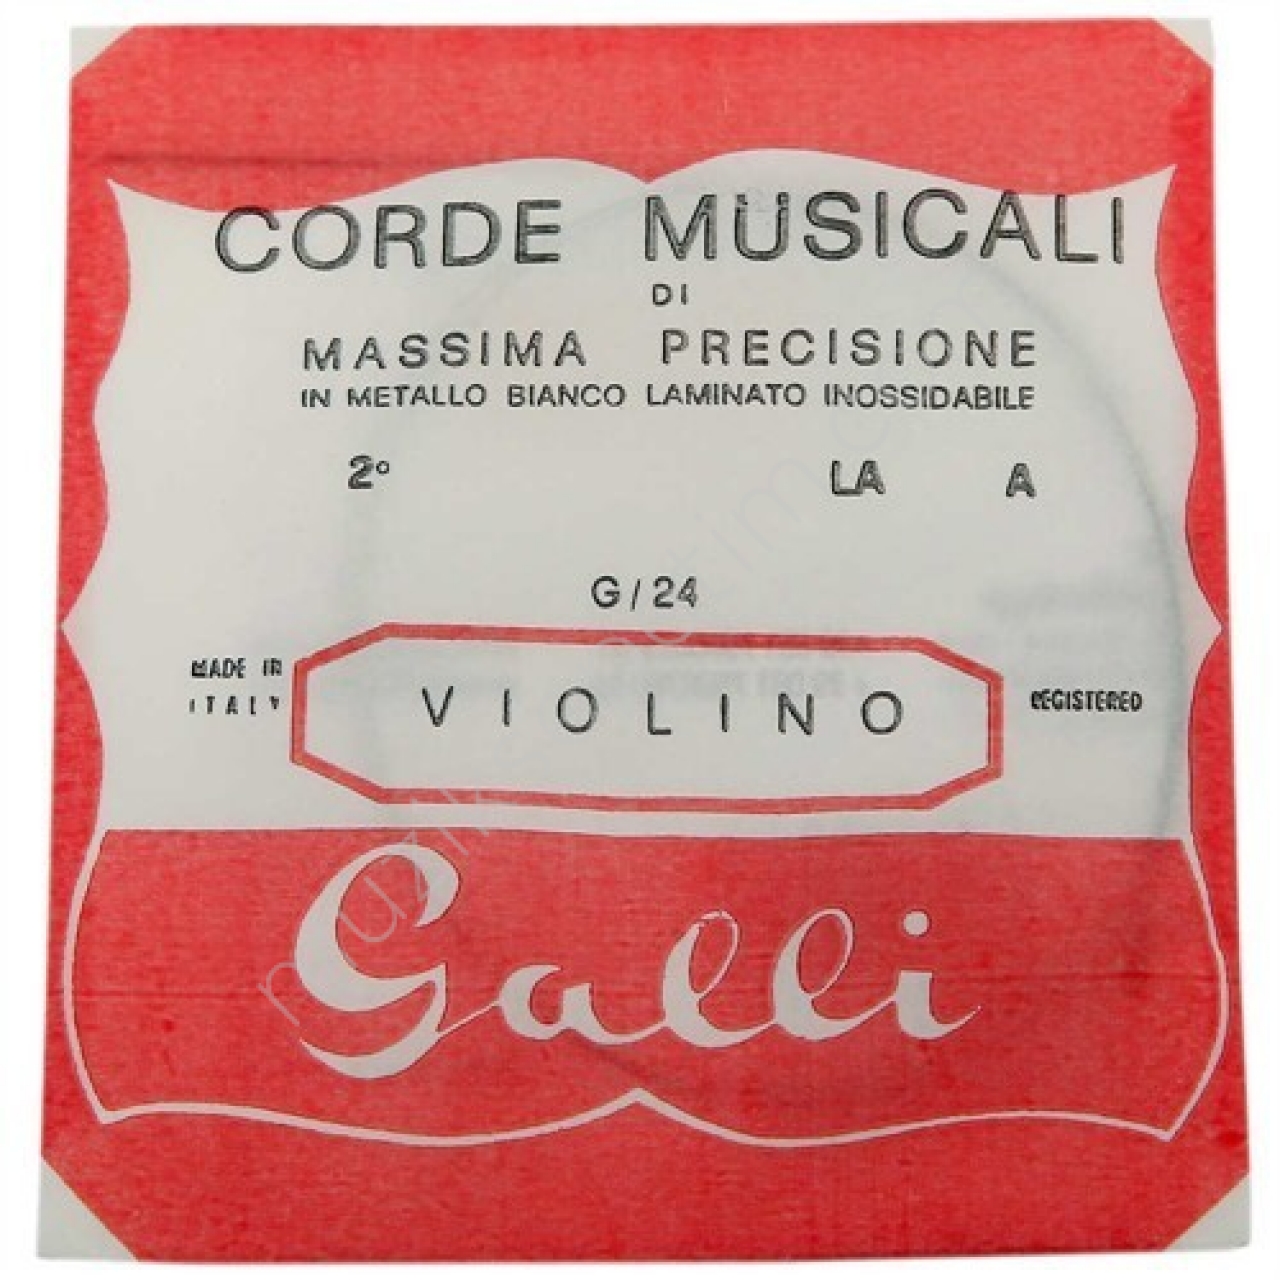 CORDE MUSICALI
DI
MASSIMA PRECISIONE
IN METALLO BIANCO LAMINATO INOSSIDABILE
2° LA A
G/24
MADE IN
ITALY
VIOLINO
REGISTERED
Galli